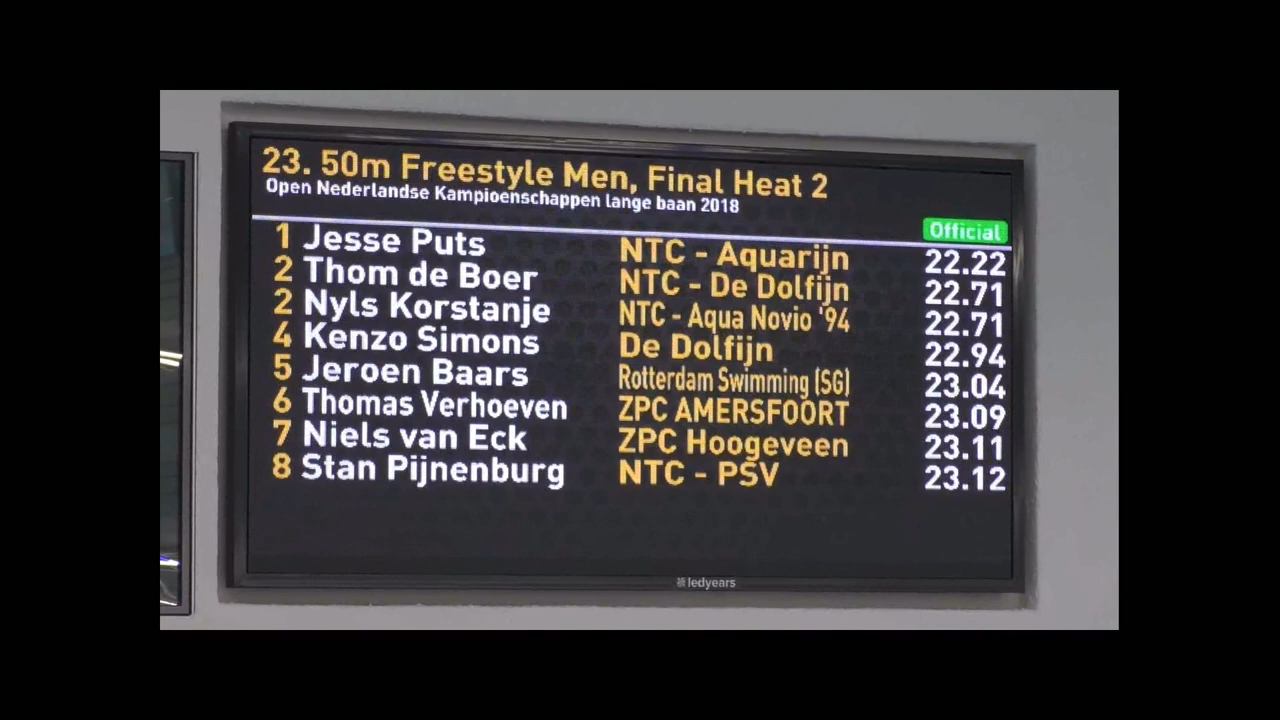 23. 50m Freestyle Men, Final Heat 2
Open Nederlandse Kampioenschappen lange baan 2018
Official
1 Jesse Puts NTC - Aquarijn 22.22
2 Thom de Boer NTC - De Dolfijn 22.71
2 Nyls Korstanje NTC - Aqua Novio '94 22.71
4 Kenzo Simons De Dolfijn 22.94
5 Jeroen Baars Rotterdam Swimming (SG) 23.04
6 Thomas Verhoeven ZPC AMERSFOORT 23.09
7 Niels van Eck ZPC Hoogeveen 23.11
8 Stan Pijnenburg NTC - PSV 23.12
ledyears